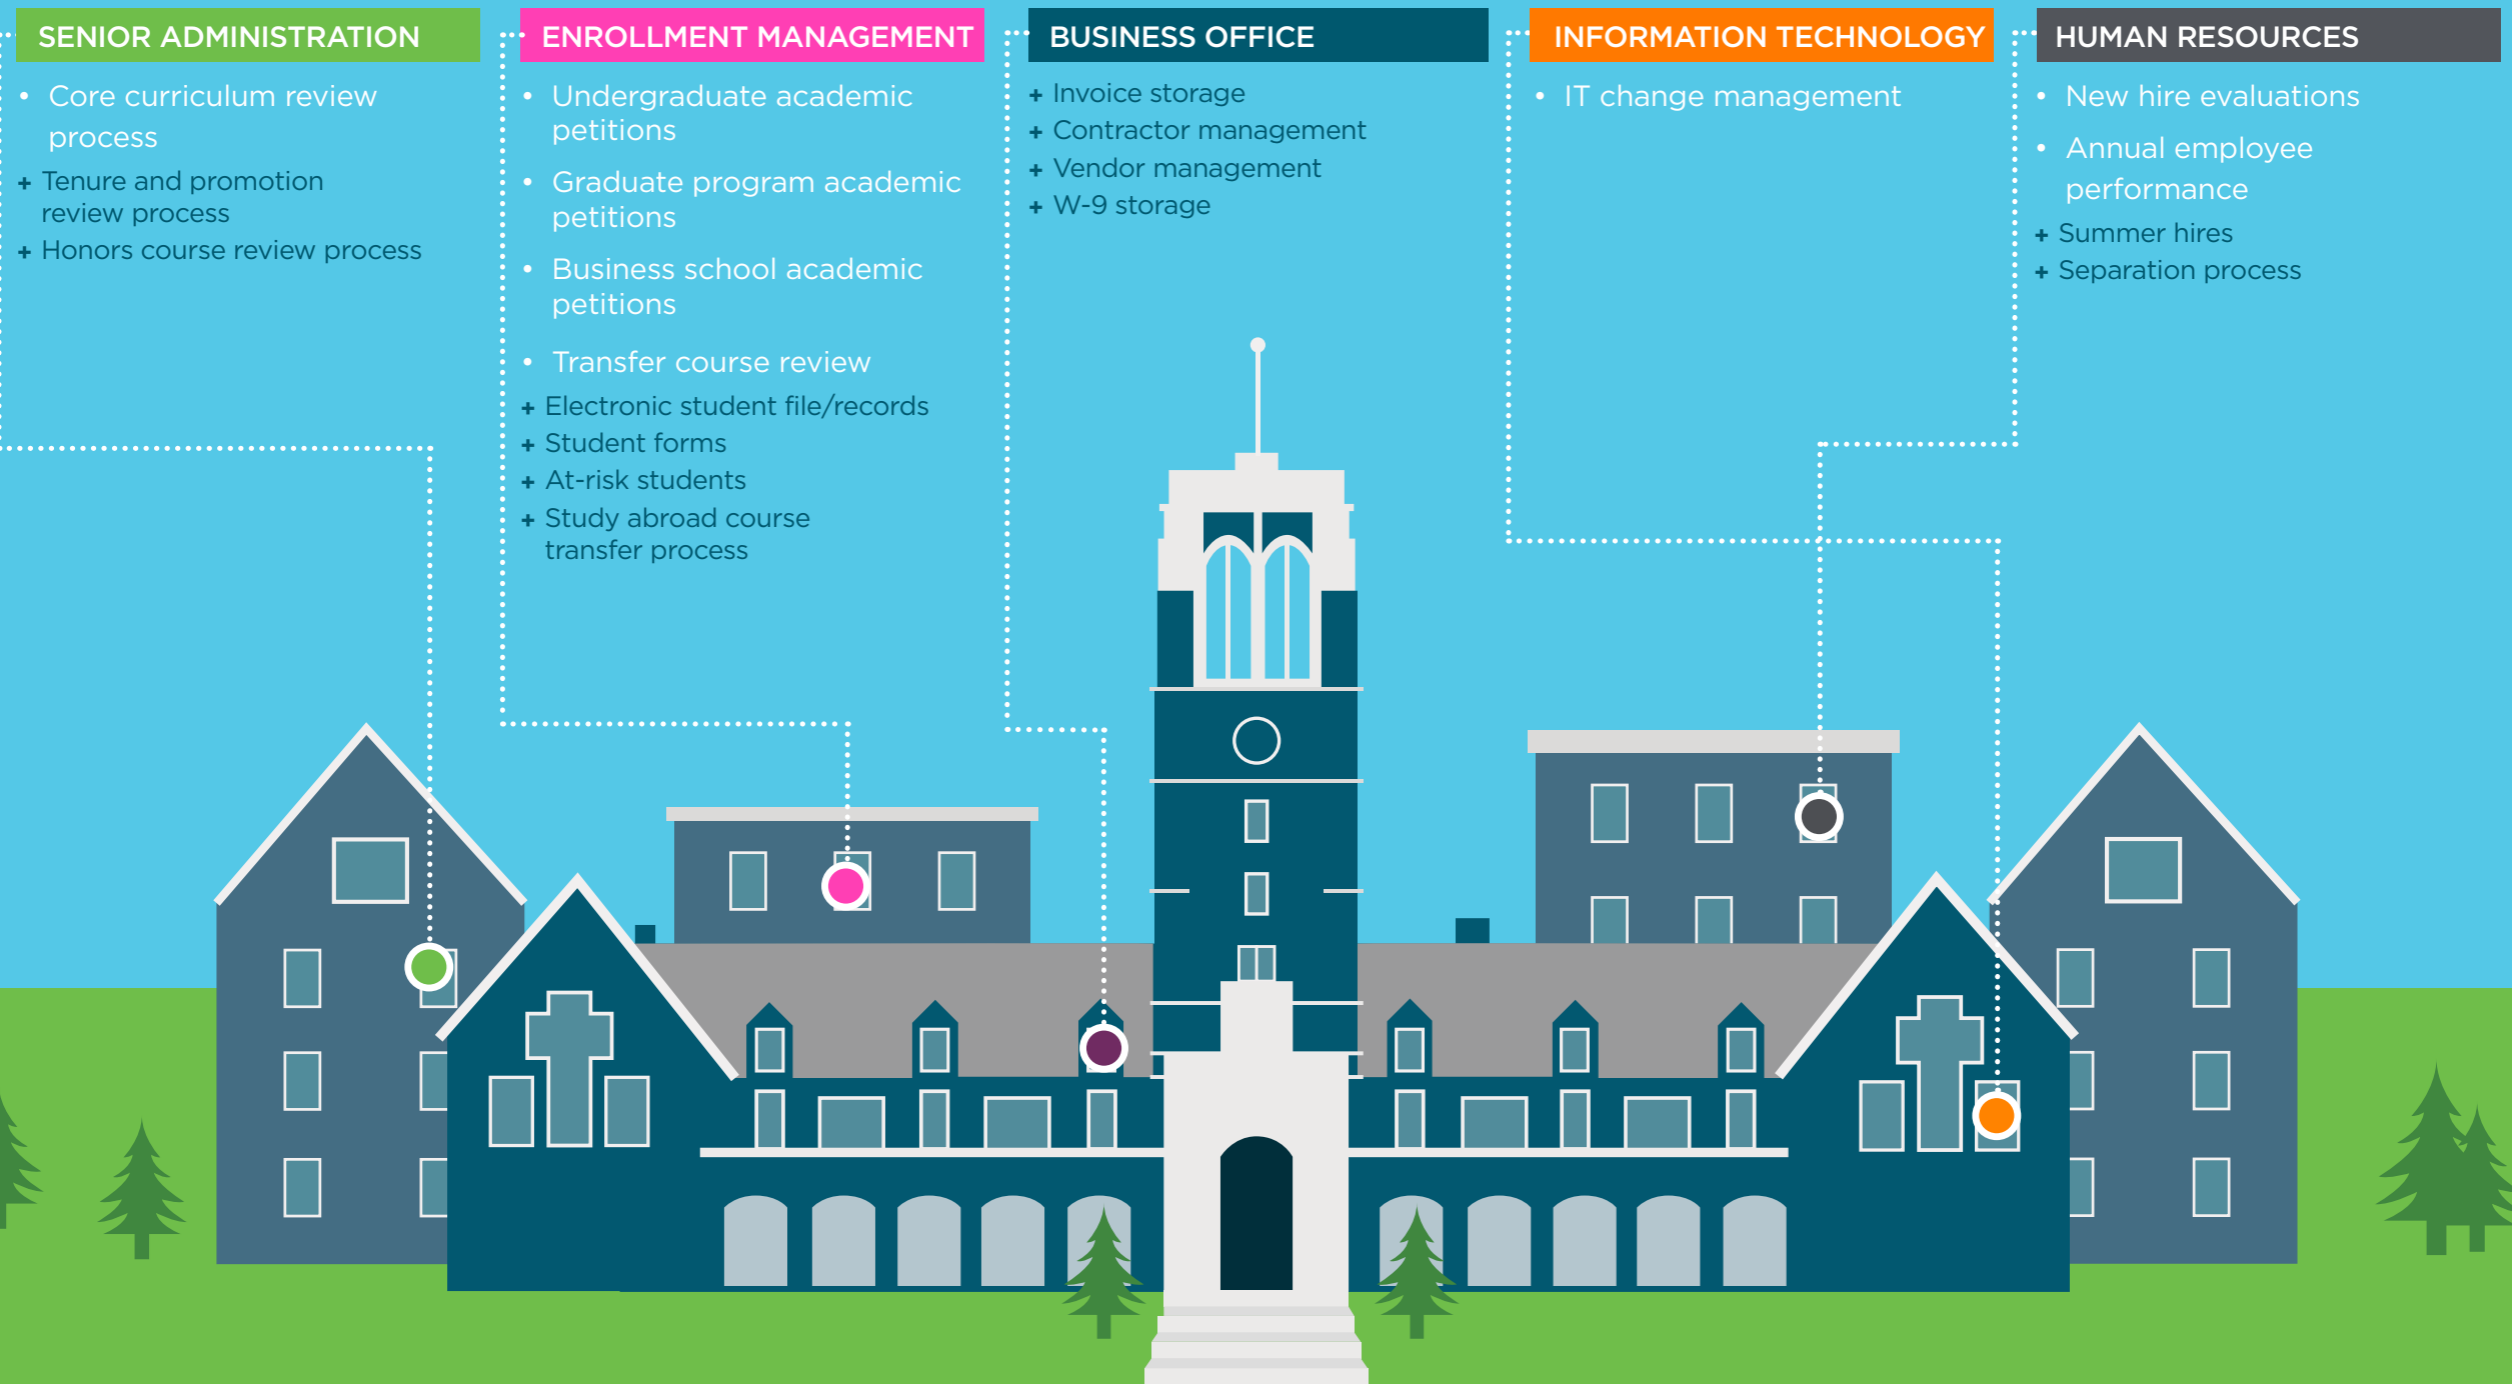 SENIOR ADMINISTRATION
• Core curriculum review
process
+ Tenure and promotion
review process
+ Honors course review process
ENROLLMENT MANAGEMENT
• Undergraduate academic
petitions
• Graduate program academic
petitions
• Business school academic
petitions
• Transfer course review
+ Electronic student file/records
+ Student forms
+ At-risk students
+ Study abroad course
transfer process
BUSINESS OFFICE
+ Invoice storage
+ Contractor management
+ Vendor management
+ W-9 storage
INFORMATION TECHNOLOGY
• IT change management
HUMAN RESOURCES
• New hire evaluations
• Annual employee
performance
+ Summer hires
+ Separation process